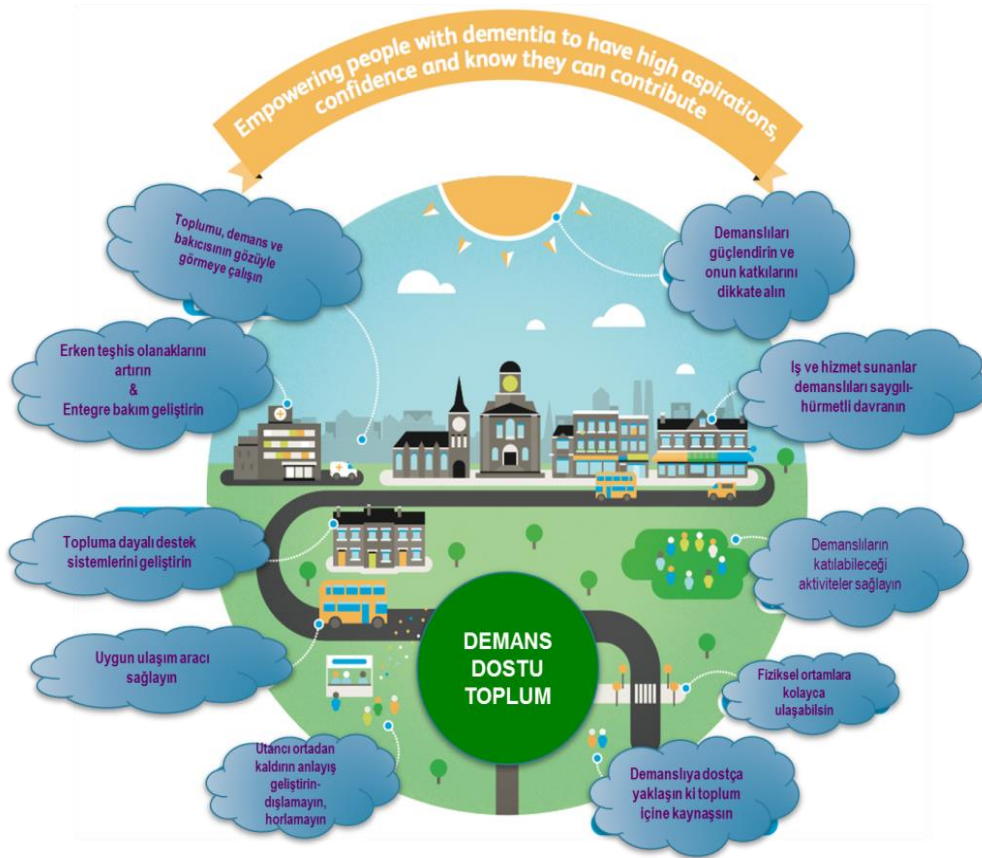 Empowering people with dementia to have high aspirations,
confidence and know they can contribute
Toplumu, demans ve
bakıcısının gözüyle
görmeye çalışın
Demanslıları
güçlendirin ve
onun katkılarını
dikkate alın
Erken teşhis olanaklarını
artırın
&
Entegre bakım geliştirin
İş ve hizmet sunanlar
demanslıları saygılı-
hürmetli davranın
Topluma dayalı destek
sistemlerini geliştirin
Demanslıların
katılabileceği
aktiviteler sağlayın
Uygun ulaşım aracı
sağlayın
DEMANS
DOSTU
TOPLUM
Fiziksel ortamlara
kolayca
ulaşabilsin
Utancı ortadan
kaldırın anlayış
geliştirin-
dışlamayın,
horlamayın
Demanslıya dostça
yaklaşın ki toplum
içine kaynaşsın